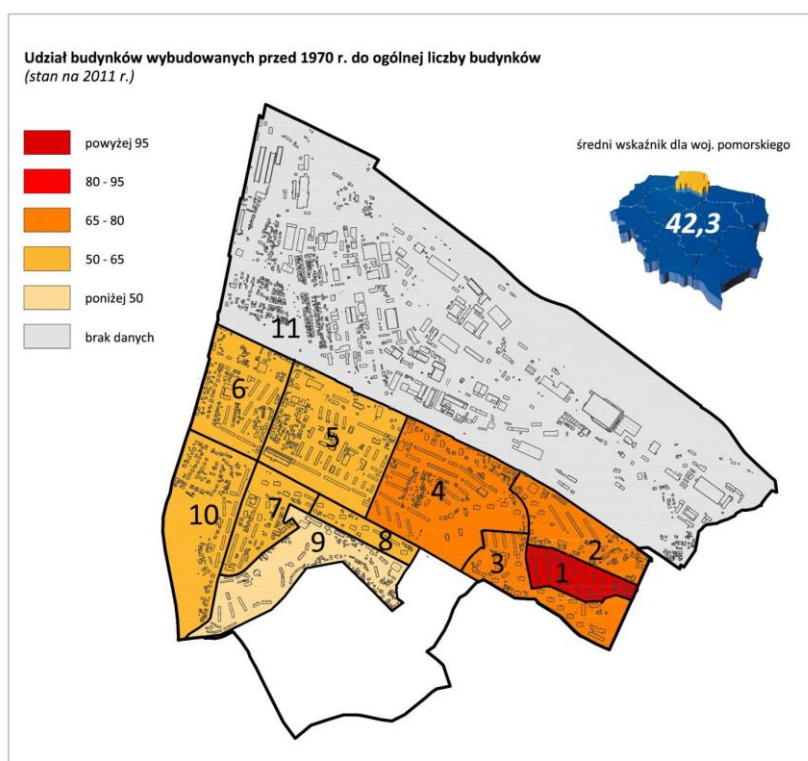 Udział budynków wybudowanych przed 1970 r. do ogólnej liczby budynków
(stan na 2011 r.)
powyżej 95
80 - 95
65 - 80
50 - 65
poniżej 50
brak danych
średni wskaźnik dla woj. pomorskiego
42,3
11
6
5
4
10
7
9
8
3
2
1